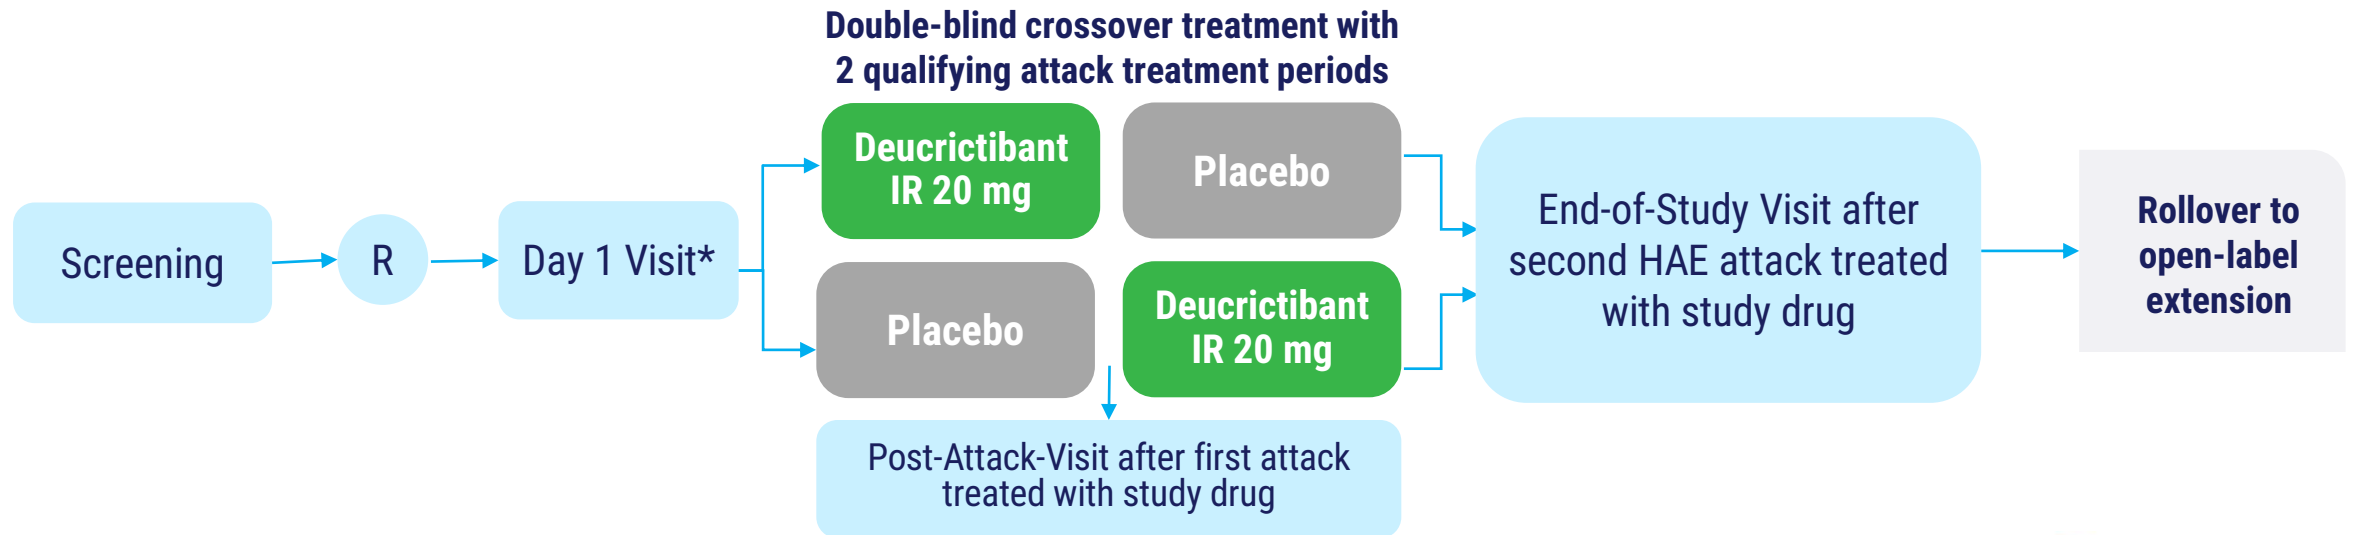 Double-blind crossover treatment with
2 qualifying attack treatment periods
Screening
R
Day 1 Visit*
Deucrictibant
IR 20 mg
Placebo
Placebo
Deucrictibant
IR 20 mg
Post-Attack-Visit after first attack
treated with study drug
End-of-Study Visit after
second HAE attack treated
with study drug
Rollover to
open-label
extension